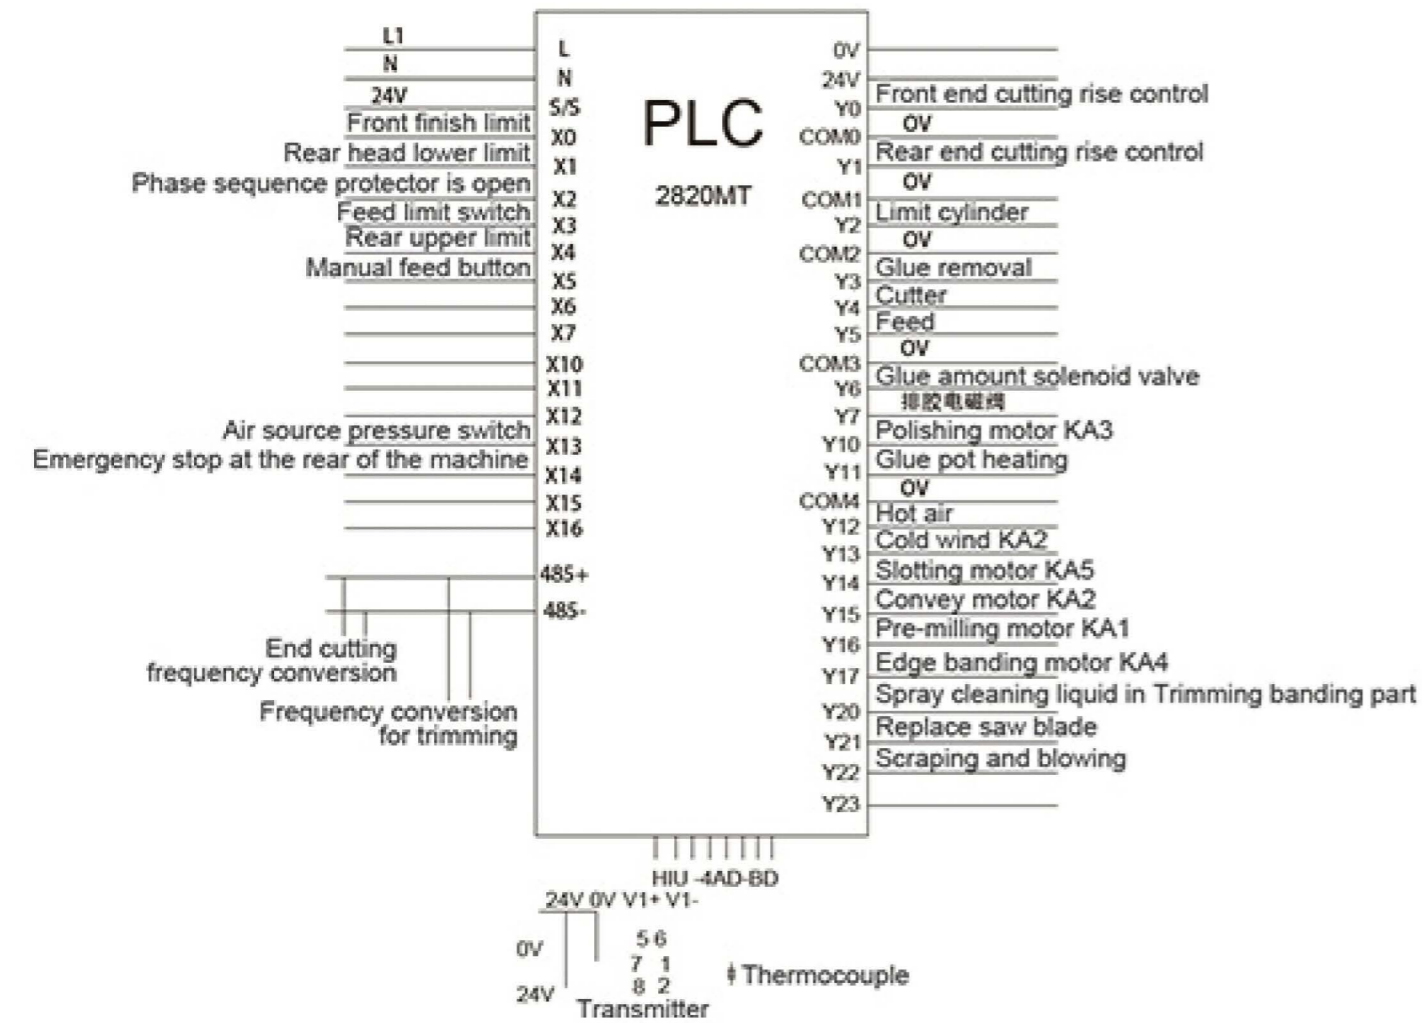 L1
L
N
N
24V
S/S
Front finish limit
X0
Rear head lower limit
X1
Phase sequence protector is open
X2
Feed limit switch
X3
Rear upper limit
X4
Manual feed button
X5
X6
X7
X10
X11
X12
Air source pressure switch
X13
Emergency stop at the rear of the machine
X14
X15
X16
485+
485-
End cutting
frequency conversion
Frequency conversion
for trimming
PLC
2820MT
0V
24V
Front end cutting rise control
Y0
0V
COM0
Rear end cutting rise control
Y1
0V
COM1
Limit cylinder
Y2
0V
COM2
Glue removal
Y3
Cutter
Y4
Feed
Y5
0V
COM3
Glue amount solenoid valve
Y6
排胶电磁阀
Y7
Polishing motor KA3
Y10
Glue pot heating
Y11
0V
COM4
Hot air
Y12
Cold wind KA2
Y13
Slotting motor KA5
Y14
Convey motor KA2
Y15
Pre-milling motor KA1
Y16
Edge banding motor KA4
Y17
Spray cleaning liquid in Trimming banding part
Y20
Replace saw blade
Y21
Scraping and blowing
Y22
Y23
HIU -4AD-BD
24V 0V V1+ V1-
0V
5 6
7 1
8 2
24V
Thermocouple
Transmitter